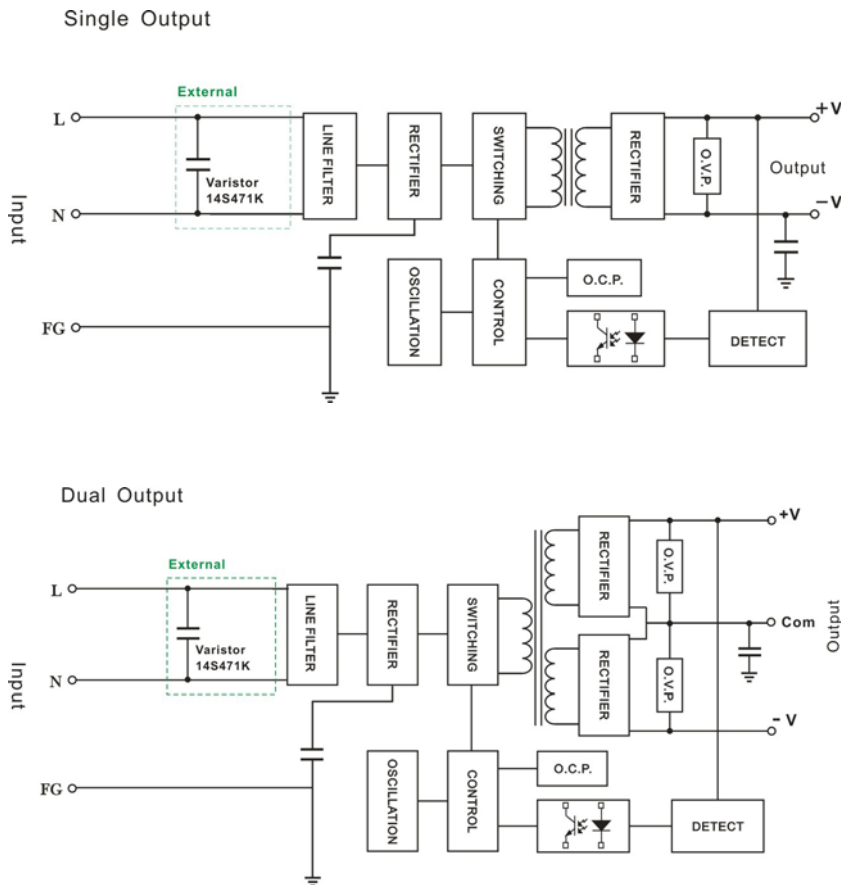 Single Output
External
L
N
FG
Input
Varistor
14S471K
LINE FILTER
RECTIFIER
SWITCHING
RECTIFIER
O.V.P.
+V
Output
-V
OSCILLATION
CONTROL
O.C.P.
DETECT
Dual Output
External
L
N
FG
Input
Varistor
14S471K
LINE FILTER
RECTIFIER
SWITCHING
RECTIFIER
RECTIFIER
O.V.P.
O.V.P.
+V
Com
- V
Output
OSCILLATION
CONTROL
O.C.P.
DETECT